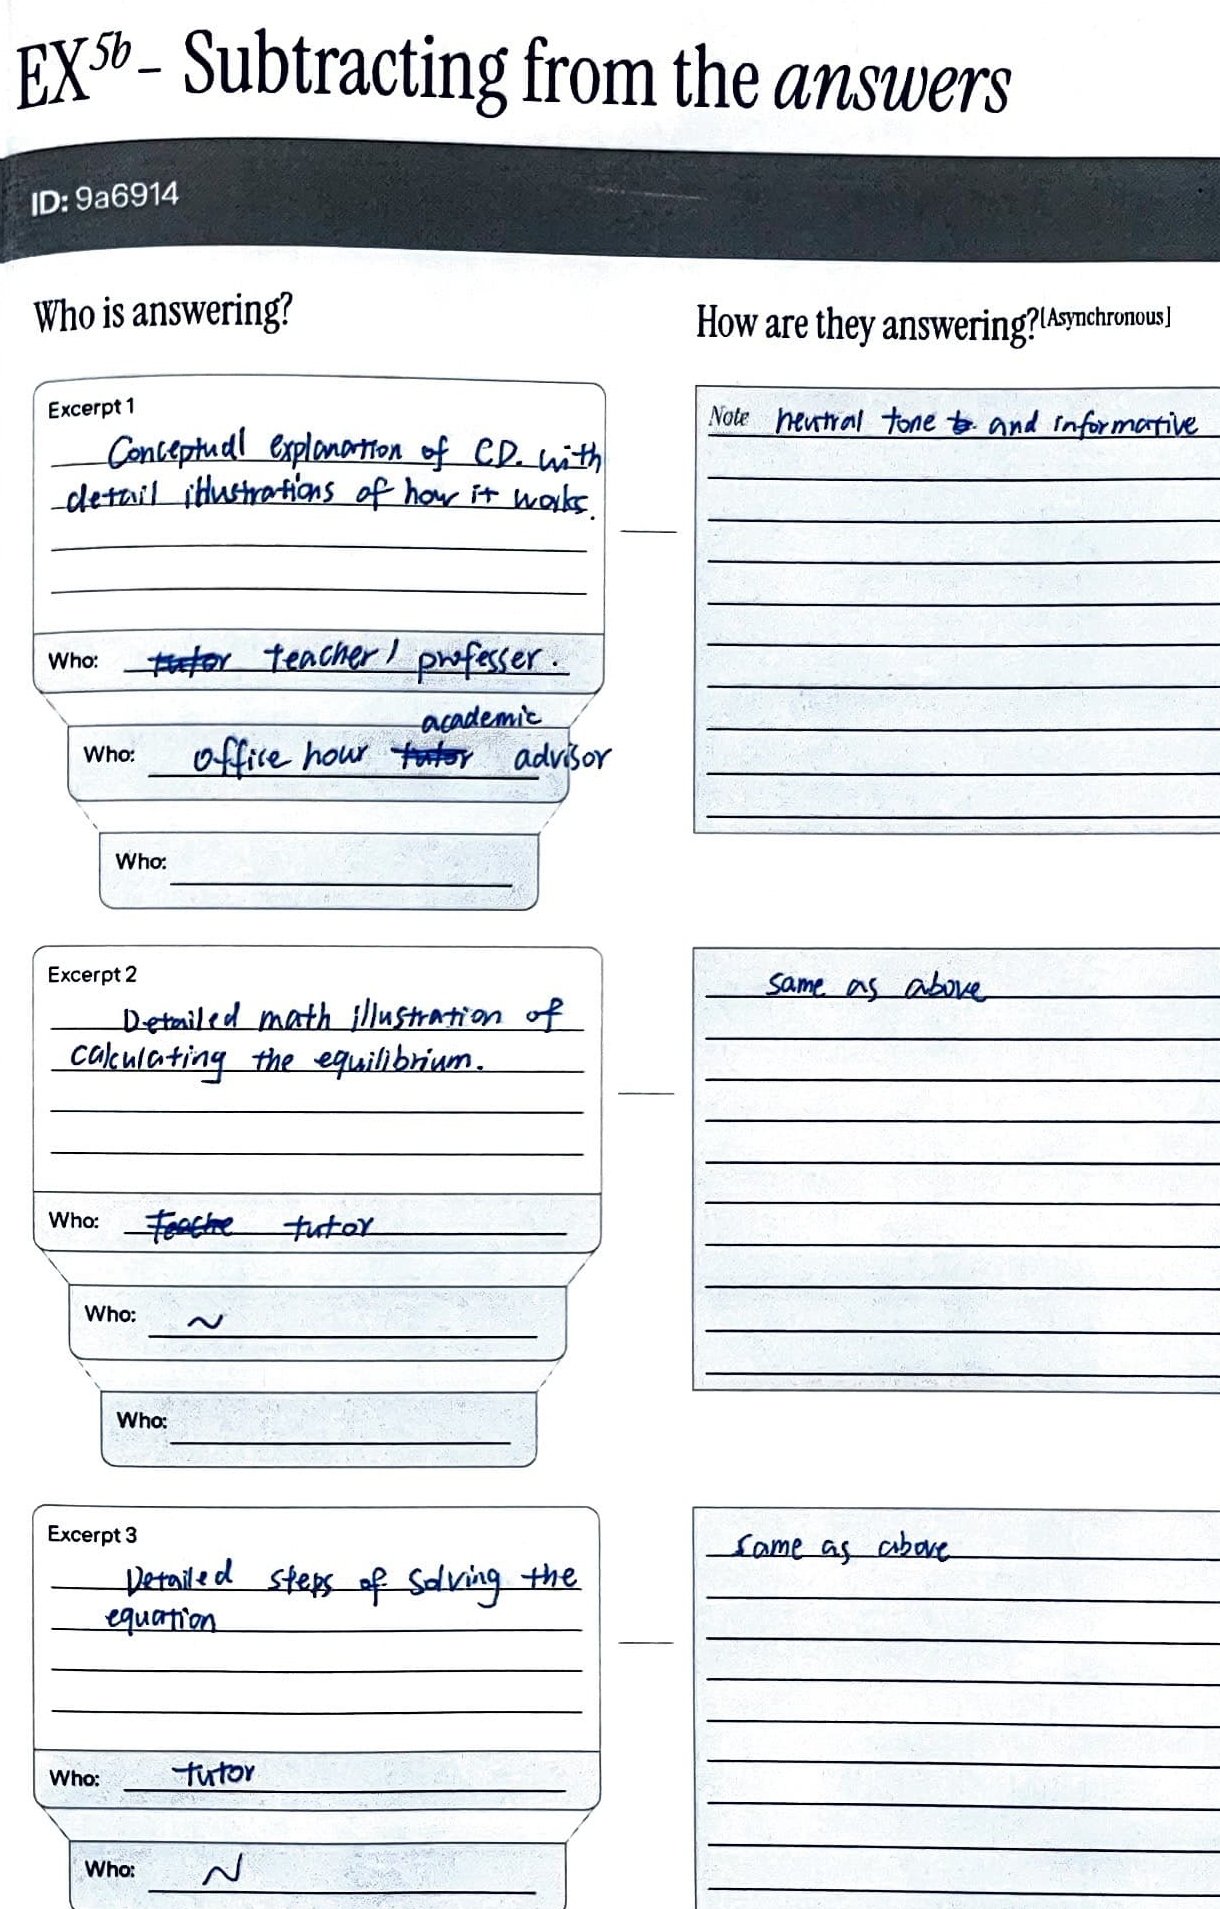 EX5b - Subtracting from the answers
ID: 9a6914
Who is answering?
How are they answering?[Asynchronous]
Excerpt 1
Conceptual explanation of CD. with
detail illustrations of how it works.
Who: tutor teacher / professer.
academic
Who: office hour tutor advisor
Who:
Note neutral tone to and informative
Excerpt 2
Detailed math illustration of
calculating the equilibrium.
Who: Teache tutor
Who: ~
Who:
same as above
Excerpt 3
Detailed steps of solving the
equation
Who: tutor
Who: ~
same as above